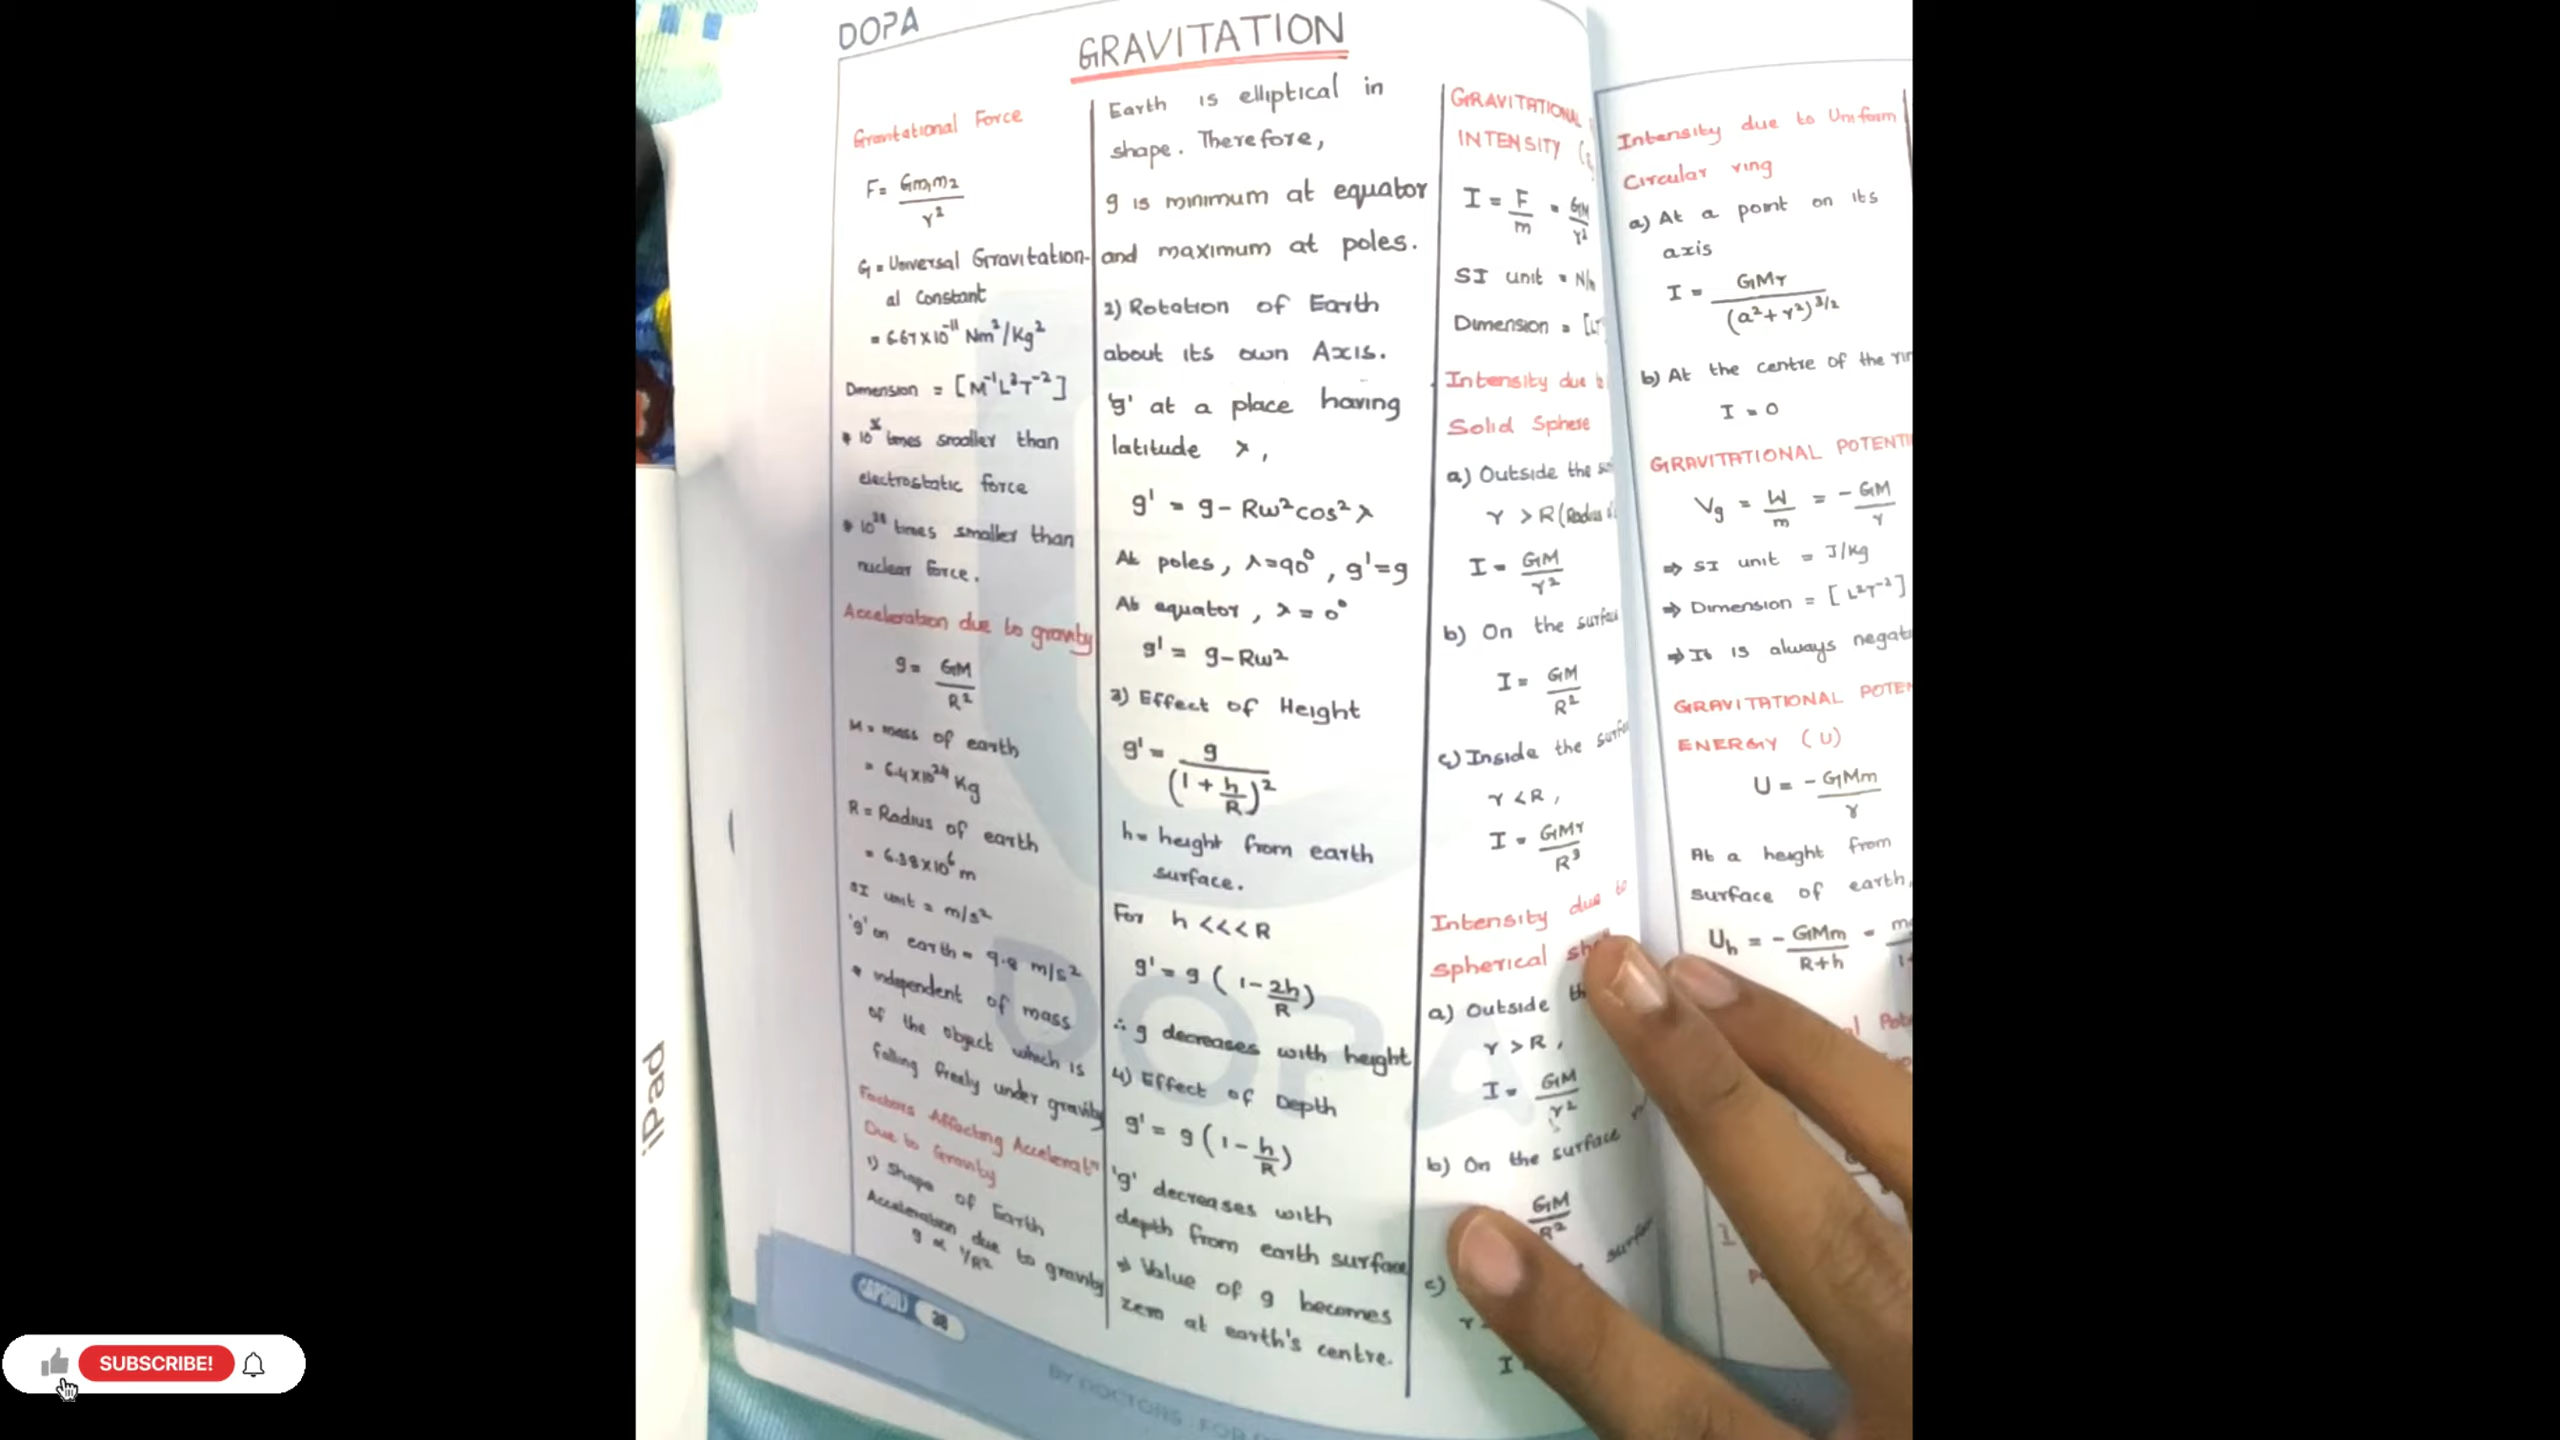 DOPA
GRAVITATION
Gravitational Force
F = Gm₁m₂ / r²
G = Universal Gravitation-
al Constant
= 6.67 × 10⁻¹¹ Nm²/Kg²
Dimension = [M⁻¹L³T⁻²]
* times smaller than
electrostatic force
* 10³⁸ times smaller than
nuclear force.
Acceleration due to gravity
g = GM / R²
M = mass of earth
= 6.4×10²⁴ Kg
R = Radius of earth
= 6.38×10⁶ m
SI unit = m/s²
'g' on earth = 9.8 m/s²
* independent of mass
of the object which is
falling freely under gravity
Factors Affecting Acceleratⁿ
Due to Gravity
1) Shape of Earth
Acceleration due to gravity
g ∝ 1/R²
CAPSULE 38
Earth is elliptical in
shape. Therefore,
g is minimum at equator
and maximum at poles.
2) Rotation of Earth
about its own Axis.
'g' at a place having
latitude λ,
g' = g - Rω²cos²λ
At poles, λ=90°, g'=g
At equator, λ = 0°
g' = g-Rω²
3) Effect of Height
g' = g / (1 + h/R)²
h = height from earth
surface.
For h <<< R
g' = g (1 - 2h/R)
∴ g decreases with height
4) Effect of Depth
g' = g (1 - h/R)
'g' decreases with
depth from earth surface
⇒ Value of g becomes
zero at earth's centre.
BY DOCTORS FOR
GRAVITATIONAL
INTENSITY
I = F/m = GM/r²
SI unit = N/
Dimension = [
Intensity due
Solid Sphere
a) Outside the
r > R (Radius
I = GM / r²
b) On the
I = GM / R²
c) Inside the
r < R,
I = GMr / R³
Intensity due to
spherical
a) Outside
r > R,
I = GM / r²
b) On the surface
GM / R²
c)
I
Intensity due to Uniform
Circular ring
a) At a point on its
axis
I = GMr / (a² + r²)^3/2
b) At the centre of the
I = 0
GRAVITATIONAL
Vg = W/m = -GM/r
⇒ SI unit = J/Kg
⇒ Dimension = [L²T⁻²]
⇒ It is always
GRAVITATIONAL
ENERGY (U)
U = -GMm / r
At a height from
surface of earth,
Uh = -GMm / R+h =
pedi
SUBSCRIBE!